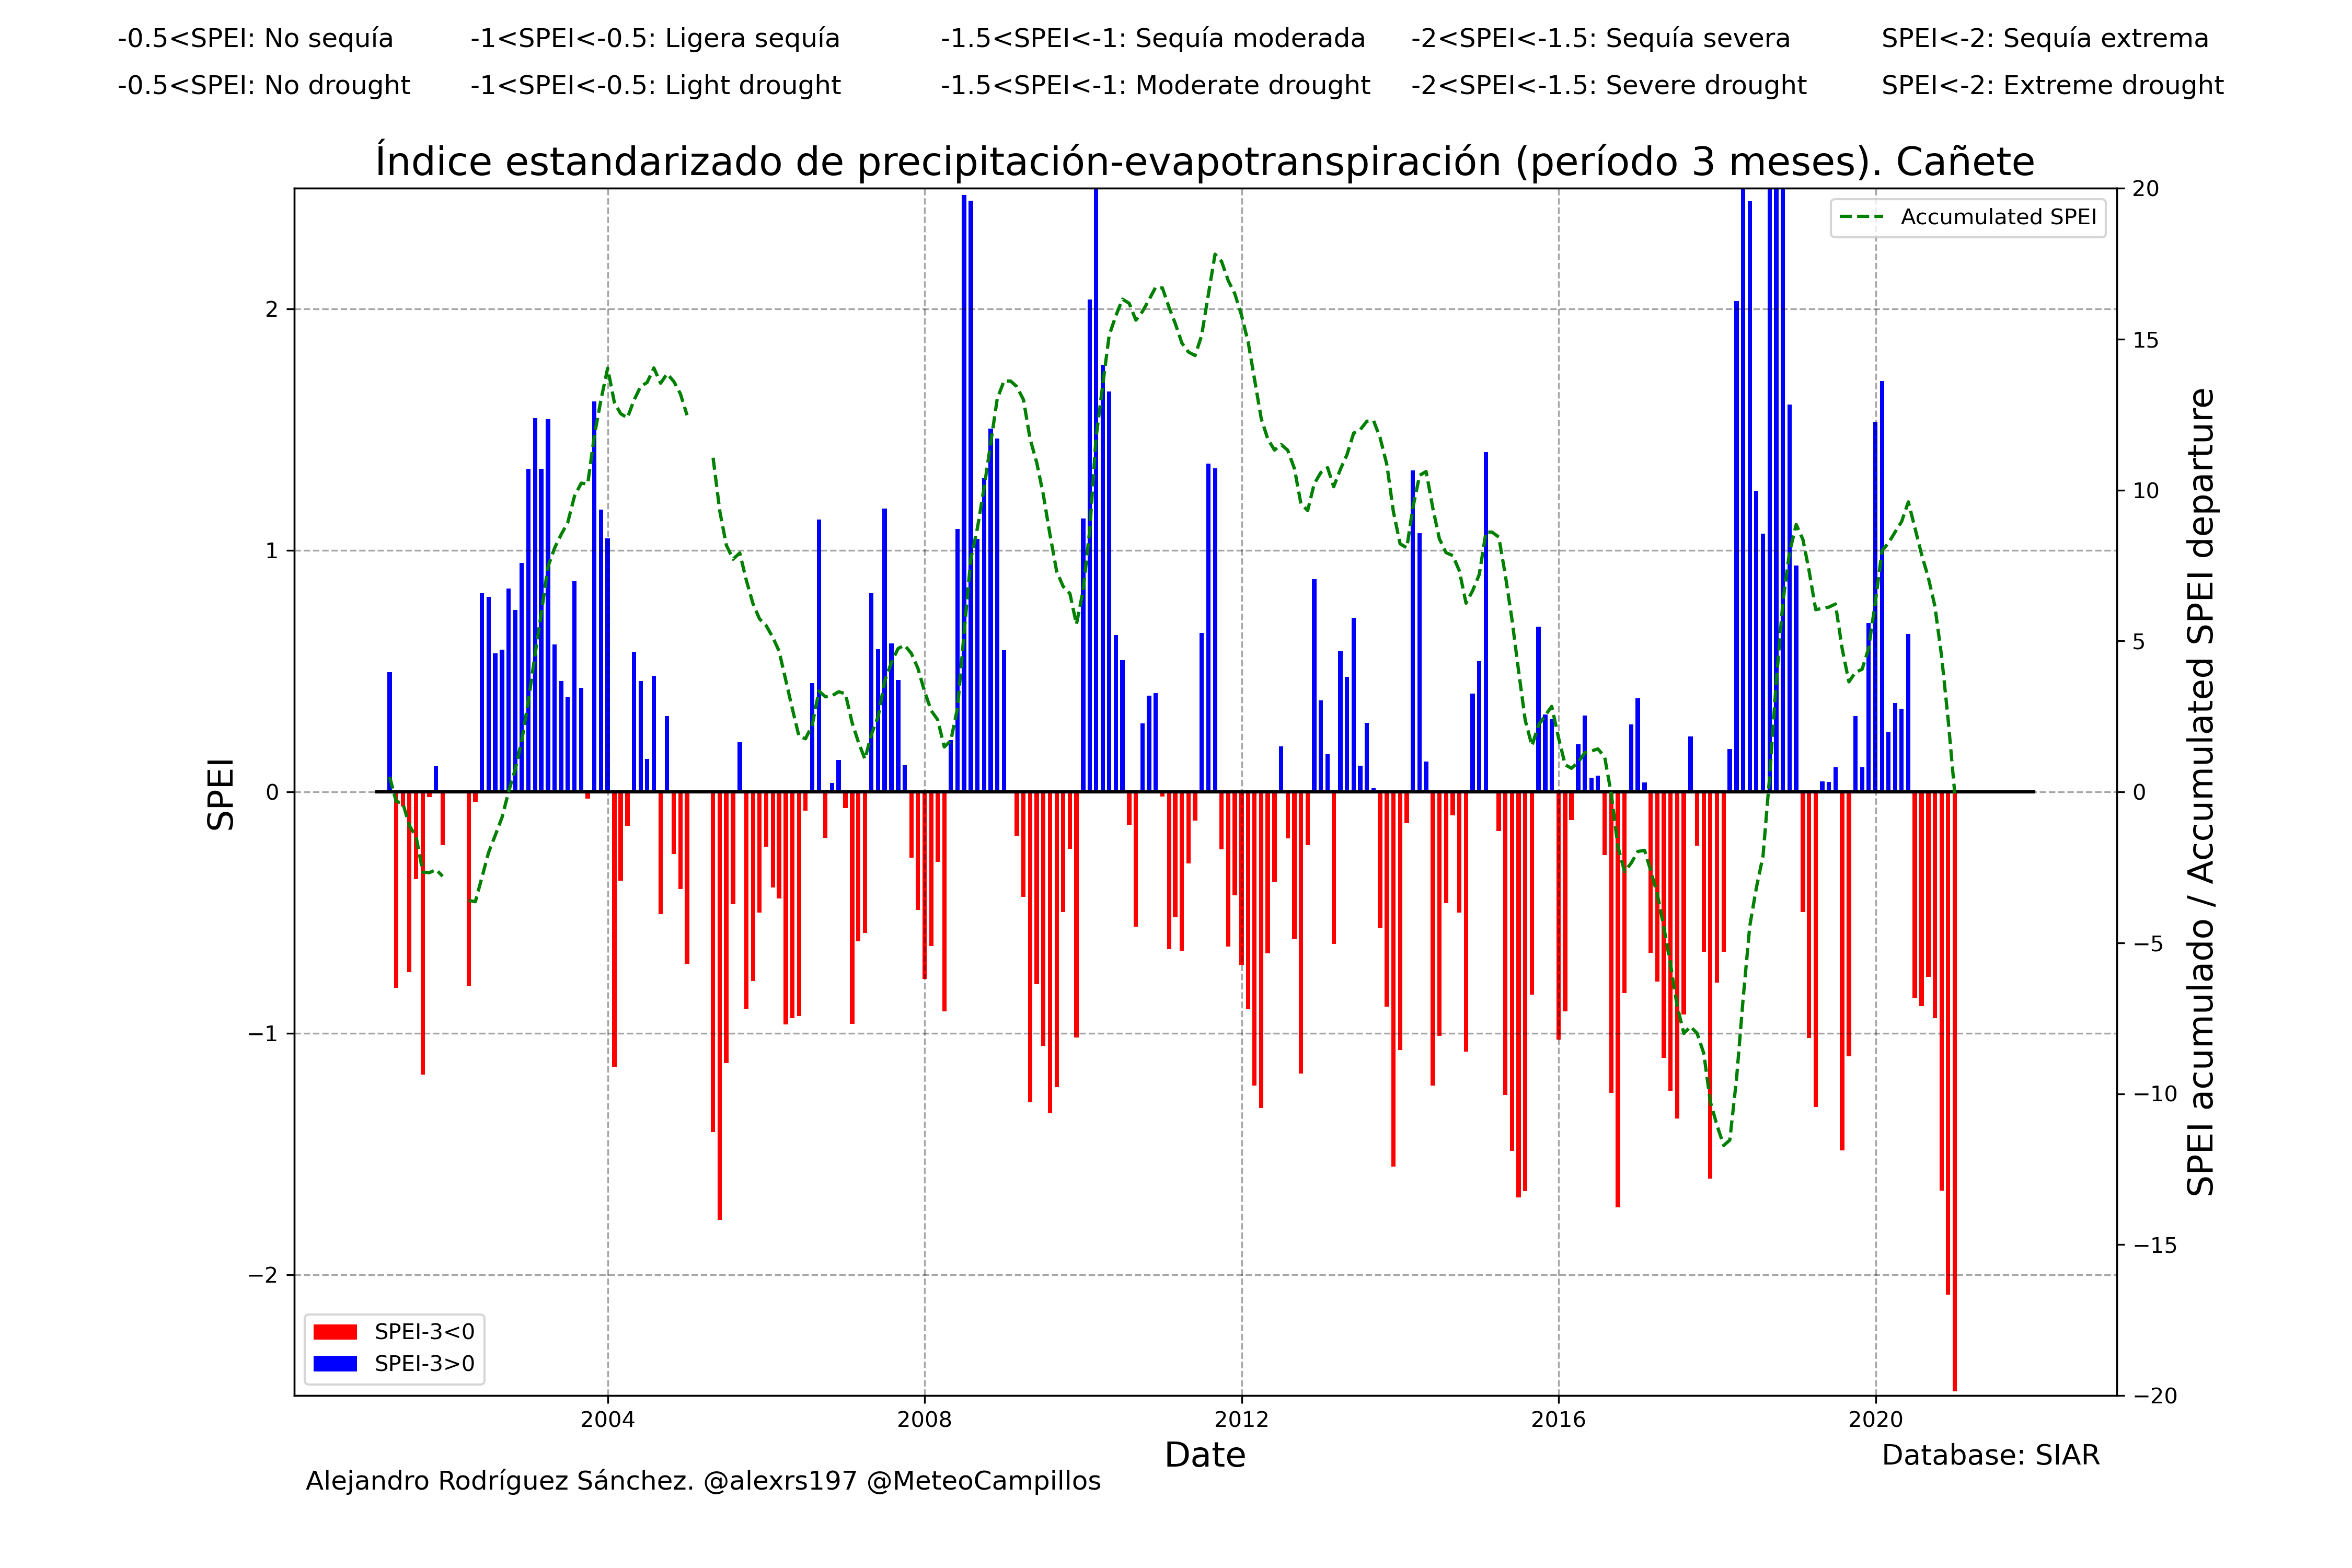 -0.5<SPEI: No sequía -1<SPEI<-0.5: Ligera sequía -1.5<SPEI<-1: Sequía moderada -2<SPEI<-1.5: Sequía severa SPEI<-2: Sequía extrema
-0.5<SPEI: No drought -1<SPEI<-0.5: Light drought -1.5<SPEI<-1: Moderate drought -2<SPEI<-1.5: Severe drought SPEI<-2: Extreme drought
Índice estandarizado de precipitación-evapotranspiración (período 3 meses). Cañete
Accumulated SPEI
SPEI
2
1
0
−1
−2
20
15
10
5
0
−5
−10
−15
−20
SPEI acumulado / Accumulated SPEI departure
SPEI-3<0
SPEI-3>0
2004 2008 2012 2016 2020
Date
Database: SIAR
Alejandro Rodríguez Sánchez. @alexrs197 @MeteoCampillos